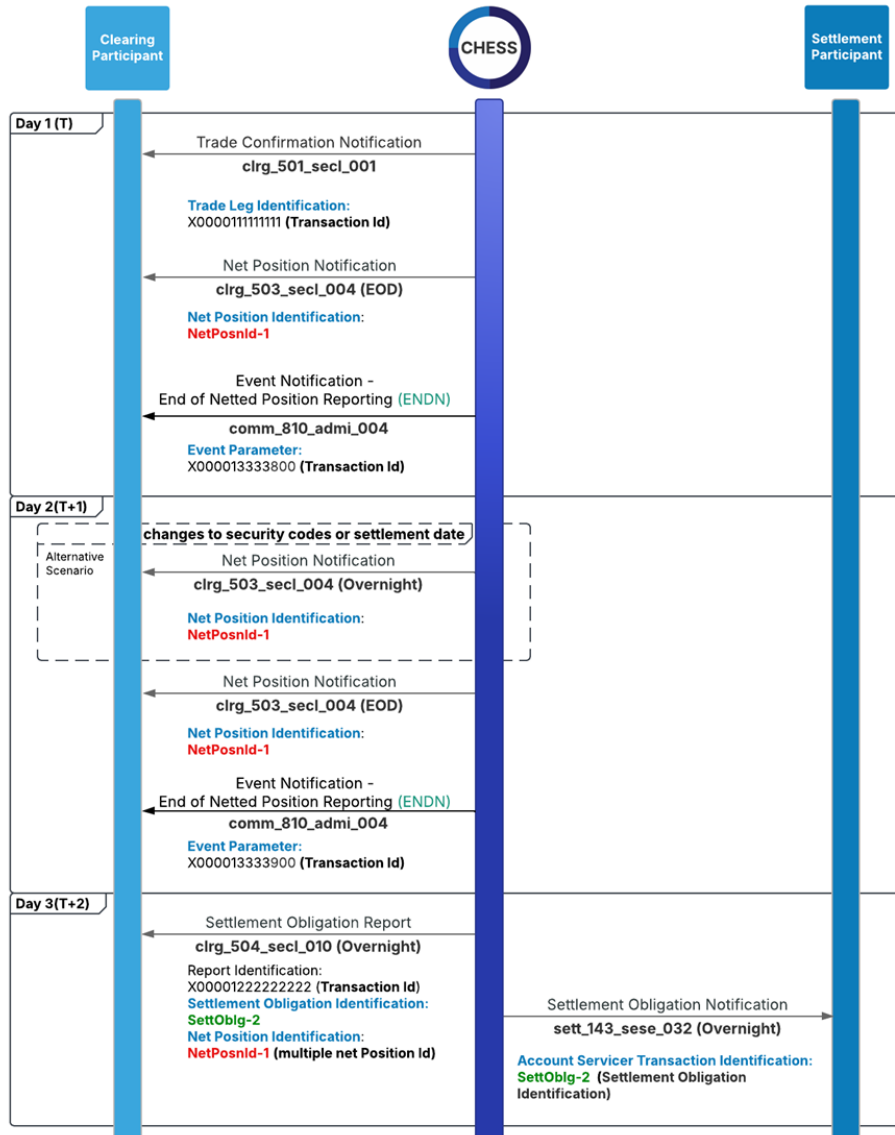 Clearing
Participant
CHESS
Settlement
Participant
Day 1 (T)
Trade Confirmation Notification
clrg_501_secl_001
Trade Leg Identification:
X0000111111111 (Transaction Id)
Net Position Notification
clrg_503_secl_004 (EOD)
Net Position Identification:
NetPosnId-1
Event Notification -
End of Netted Position Reporting (ENDN)
comm_810_admi_004
Event Parameter:
X000013333800 (Transaction Id)
Day 2(T+1)
changes to security codes or settlement date
Alternative
Scenario
Net Position Notification
clrg_503_secl_004 (Overnight)
Net Position Identification:
NetPosnId-1
Net Position Notification
clrg_503_secl_004 (EOD)
Net Position Identification:
NetPosnId-1
Event Notification -
End of Netted Position Reporting (ENDN)
comm_810_admi_004
Event Parameter:
X000013333900 (Transaction Id)
Day 3(T+2)
Settlement Obligation Report
clrg_504_secl_010 (Overnight)
Report Identification:
X00001222222222 (Transaction Id)
Settlement Obligation Identification:
SettOblg-2
Net Position Identification:
NetPosnId-1 (multiple net Position Id)
Settlement Obligation Notification
sett_143_sese_032 (Overnight)
Account Servicer Transaction Identification:
SettOblg-2 (Settlement Obligation
Identification)